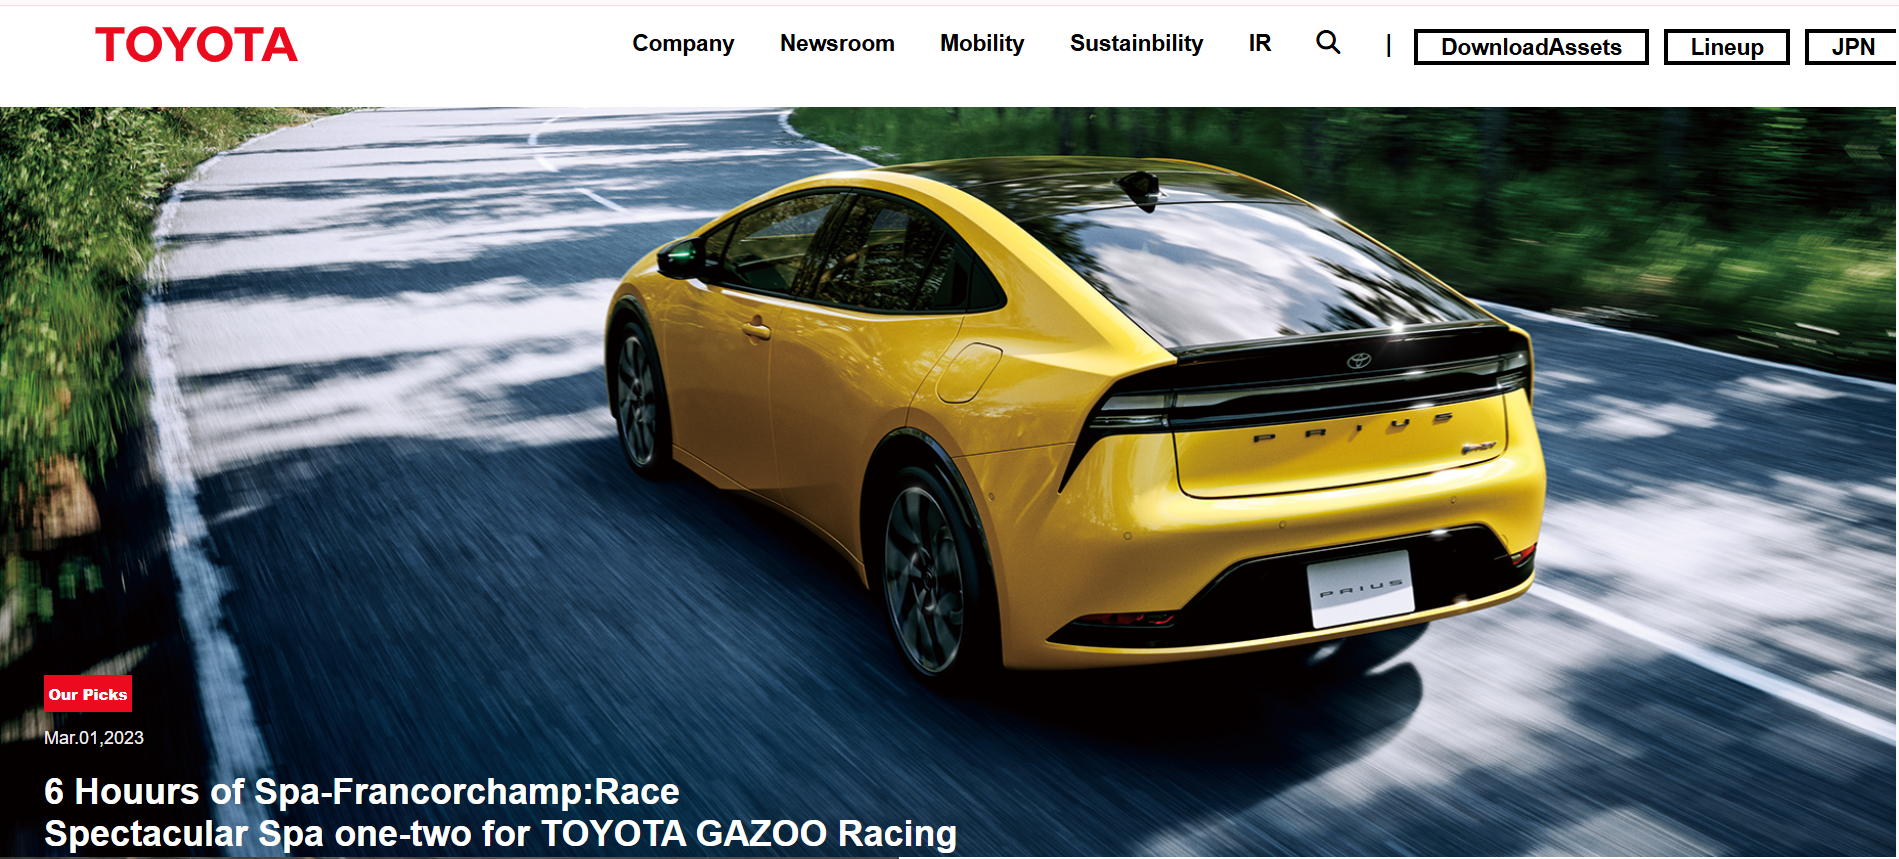 TOYOTA
Company Newsroom Mobility Sustainbility IR | DownloadAssets Lineup JPN
PRIUS
PRIUS
Our Picks
Mar.01,2023
6 Houurs of Spa-Francorchamp:Race
Spectacular Spa one-two for TOYOTA GAZOO Racing